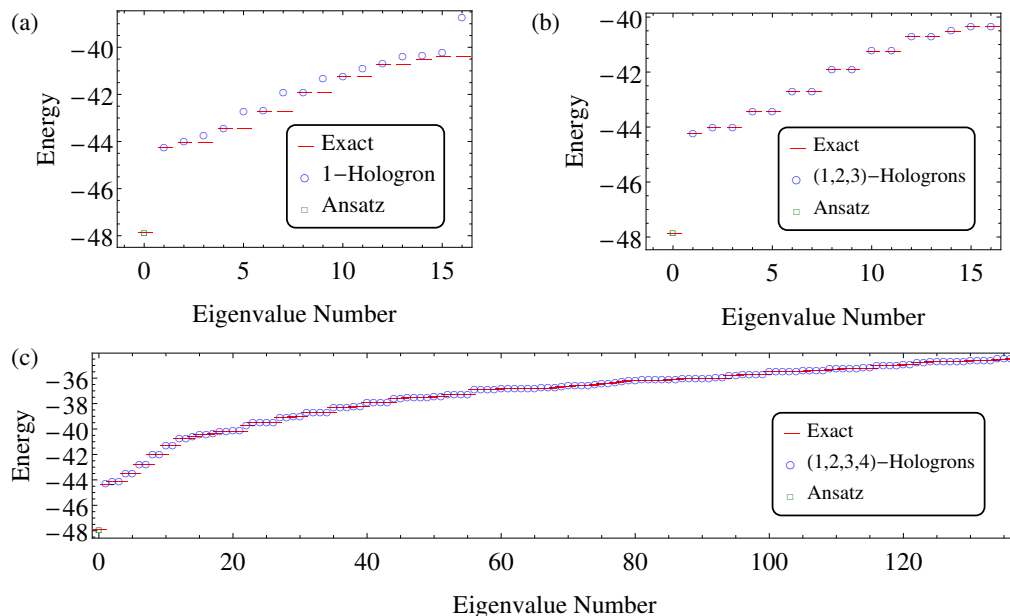 (a)
−40
−42
−44
−46
−48
Energy
Exact
1−Hologron
Ansatz
0 5 10 15
Eigenvalue Number
(b)
−40
−42
−44
−46
−48
Energy
Exact
(1,2,3)−Hologrons
Ansatz
0 5 10 15
Eigenvalue Number
(c)
−36
−38
−40
−42
−44
−46
−48
Energy
Exact
(1,2,3,4)−Hologrons
Ansatz
0 20 40 60 80 100 120
Eigenvalue Number